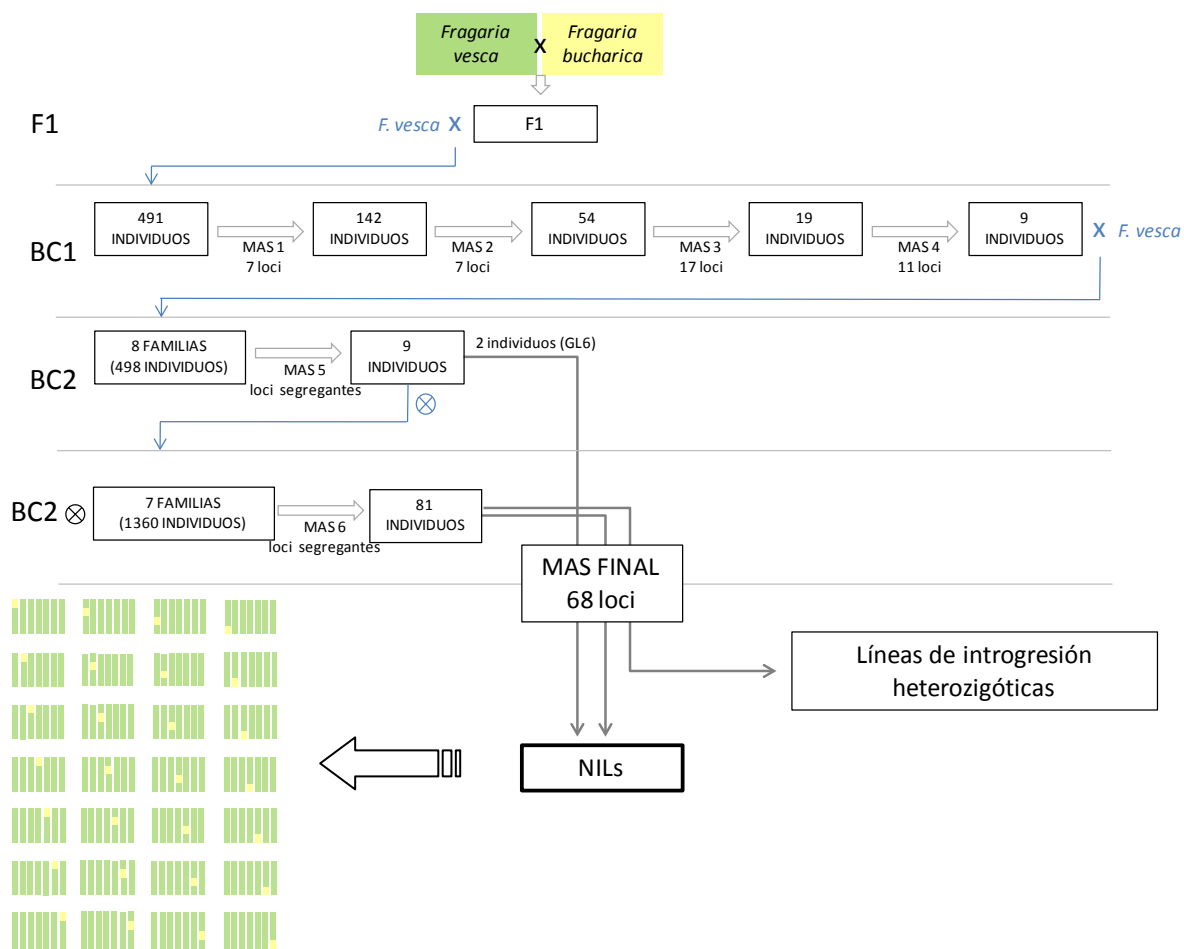 Fragaria
vesca
X
Fragaria
bucharica
F1
F. vesca X
F1
BC1
491
INDIVIDUOS
MAS 1
7 loci
142
INDIVIDUOS
MAS 2
7 loci
54
INDIVIDUOS
MAS 3
17 loci
19
INDIVIDUOS
MAS 4
11 loci
9
INDIVIDUOS
X F. vesca
BC2
8 FAMILIAS
(498 INDIVIDUOS)
MAS 5
loci segregantes
9
INDIVIDUOS
2 individuos (GL6)
⊗
BC2 ⊗
7 FAMILIAS
(1360 INDIVIDUOS)
MAS 6
loci segregantes
81
INDIVIDUOS
MAS FINAL
68 loci
Líneas de introgresión
heterozigóticas
NILs